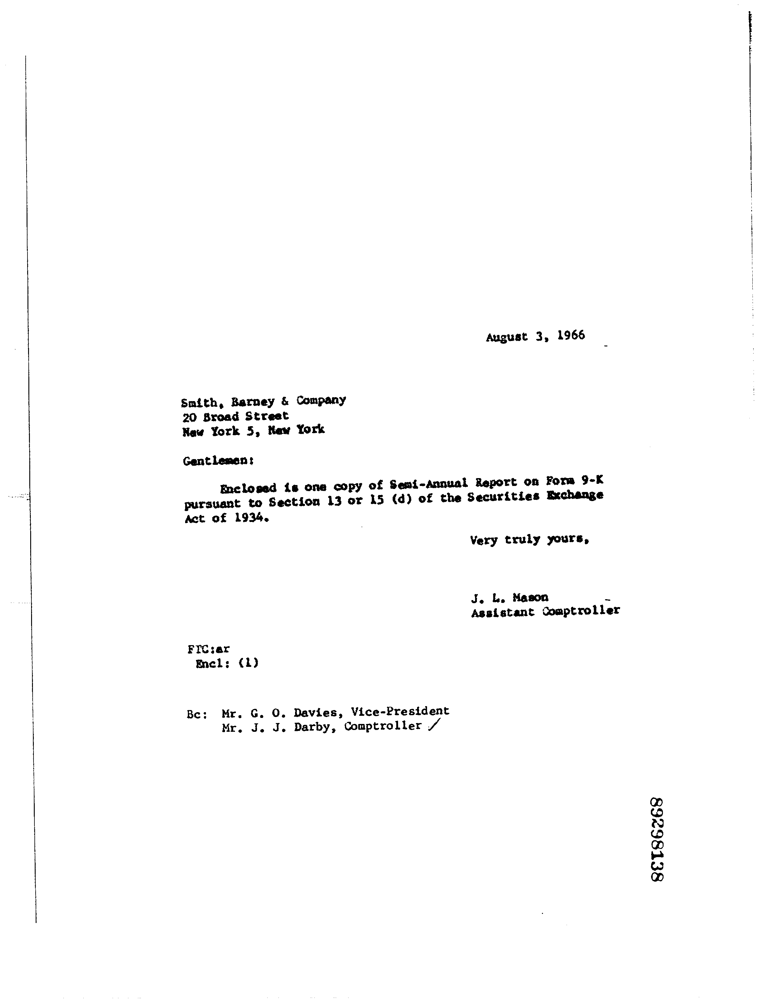 August 3, 1966
Smith, Barney & Company
20 Broad Street
New York 5, New York
Gentlemen:
Enclosed is one copy of Semi-Annual Report on Form 9-K
pursuant to Section 13 or 15 (d) of the Securities Exchange
Act of 1934.
Very truly yours,
J. L. Mason
Assistant Comptroller
FTC:ar
Encl: (1)
Bc: Mr. G. O. Davies, Vice-President
Mr. J. J. Darby, Comptroller /
89298138